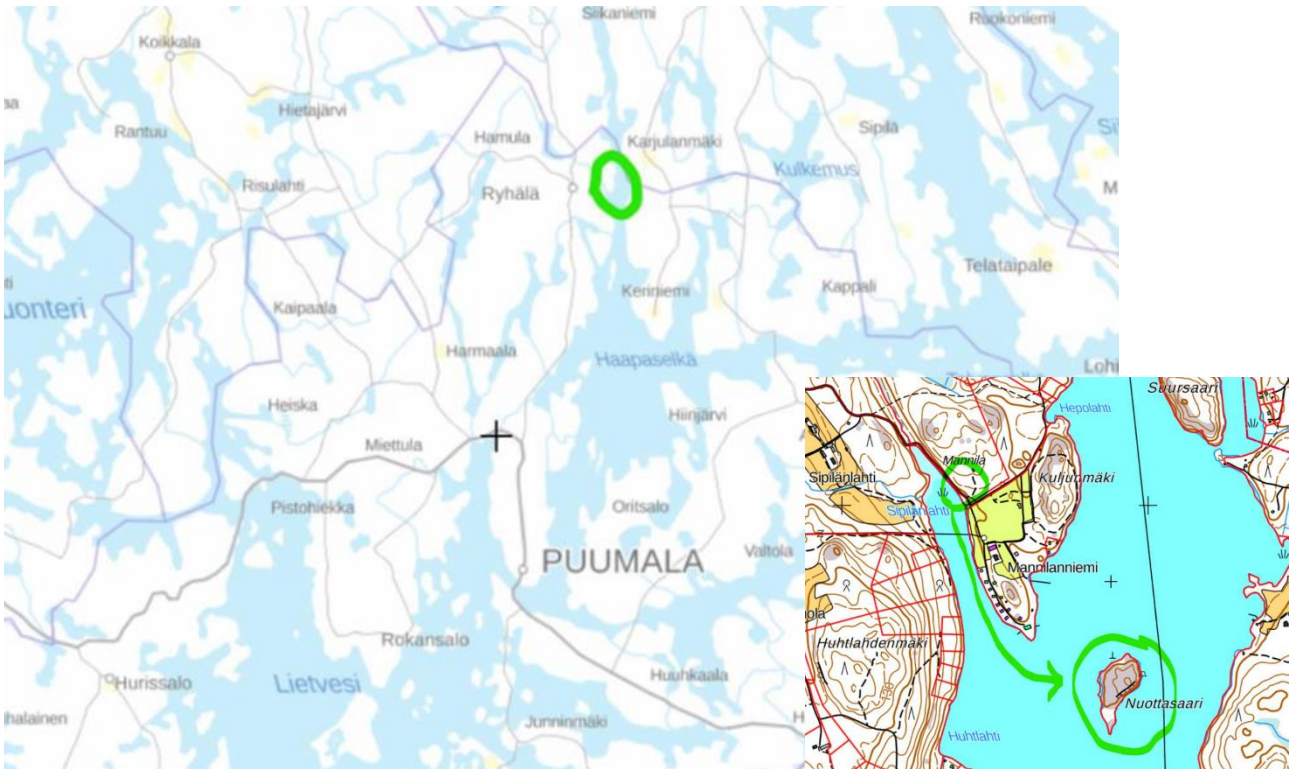 Siikaniemi
Ruokoniemi
Koikkala
Hietajärvi
Rantuu
Hamula
Karjulanmäki
Sipilä
Kulkemus
Risulahti
Ryhälä
Telataipale
Kaipaala
Keriniemi
Kappali
Harmaala
Haapaselkä
Heiska
Hiinjärvi
Miettula
Pistohiekka
Oritsalo
PUUMALA
Valtola
Rokansalo
Hurissalo
Lietvesi
Huuhkaala
Junninmäki
Suursaari
Hepolahti
Mannila
Sipilänlahti
Kuljunmäki
Sipilänlahti
Mannilanniemi
Huhtlahdenmäki
Nuottasaari
Huhtlahti